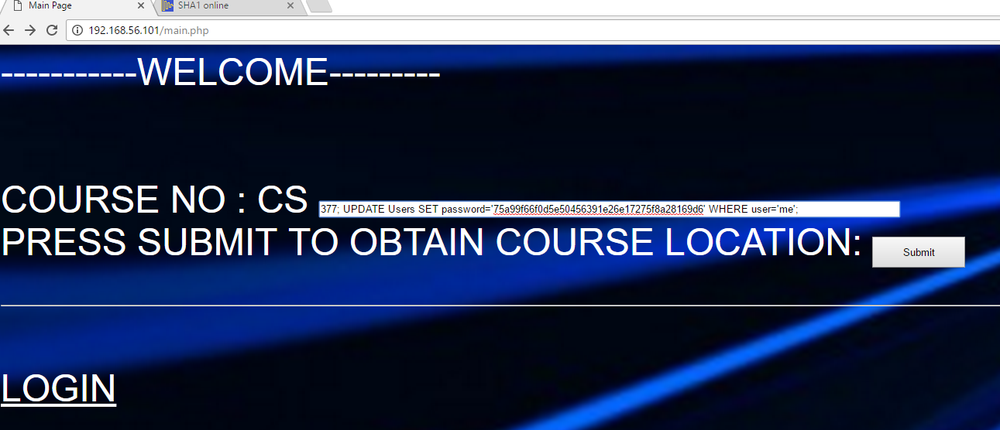 Main Page
SHA1 online
192.168.56.101/main.php
-----------WELCOME---------
COURSE NO : CS 377; UPDATE Users SET password='75a99f66f0d5e50456391e26e17275f8a28169d6' WHERE user='me';
PRESS SUBMIT TO OBTAIN COURSE LOCATION: Submit
LOGIN